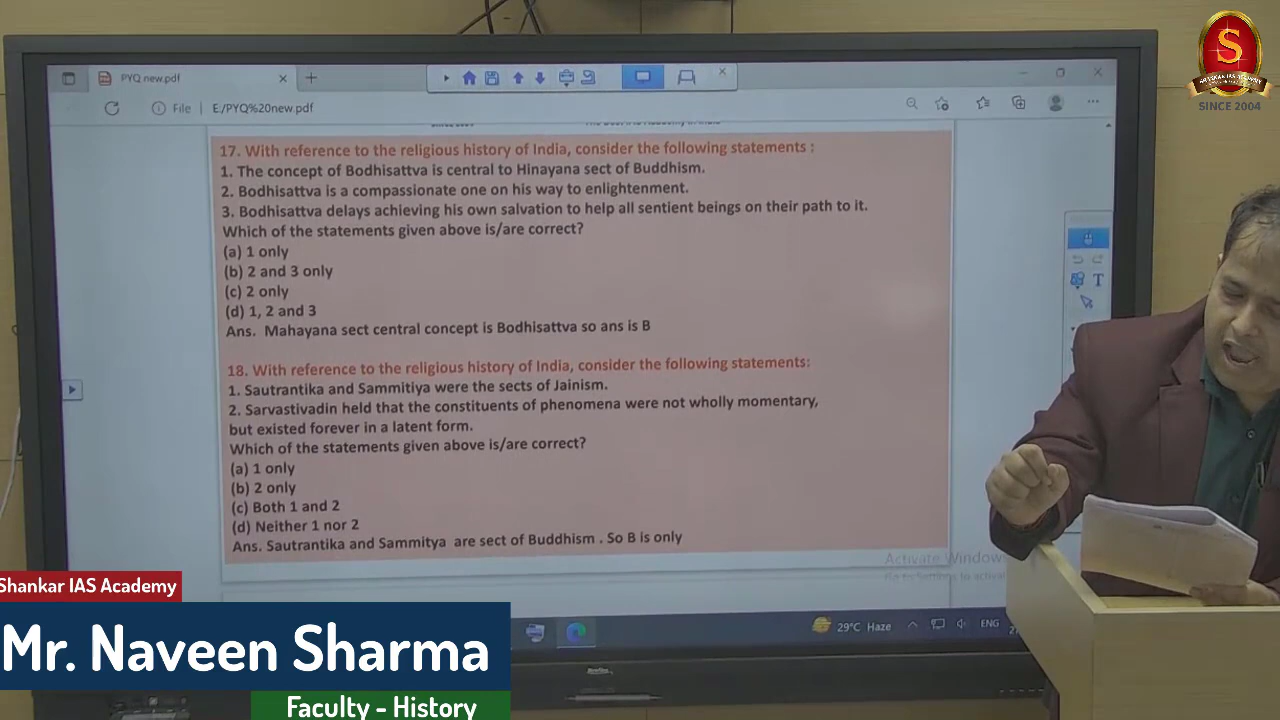 PYQ new.pdf
File
E:/PYQ%20new.pdf
17. With reference to the religious history of India, consider the following statements :
1. The concept of Bodhisattva is central to Hinayana sect of Buddhism.
2. Bodhisattva is a compassionate one on his way to enlightenment.
3. Bodhisattva delays achieving his own salvation to help all sentient beings on their path to it.
Which of the statements given above is/are correct?
(a) 1 only
(b) 2 and 3 only
(c) 2 only
(d) 1, 2 and 3
Ans. Mahayana sect central concept is Bodhisattva so ans is B
18. With reference to the religious history of India, consider the following statements:
1. Sautrantika and Sammitiya were the sects of Jainism.
2. Sarvastivadin held that the constituents of phenomena were not wholly momentary,
but existed forever in a latent form.
Which of the statements given above is/are correct?
(a) 1 only
(b) 2 only
(c) Both 1 and 2
(d) Neither 1 nor 2
Ans. Sautrantika and Sammitya are sect of Buddhism . So B is only
T
Activate Windows
29°C Haze
ENG
S
SINCE 2004
Shankar IAS Academy
Mr. Naveen Sharma
Faculty - History